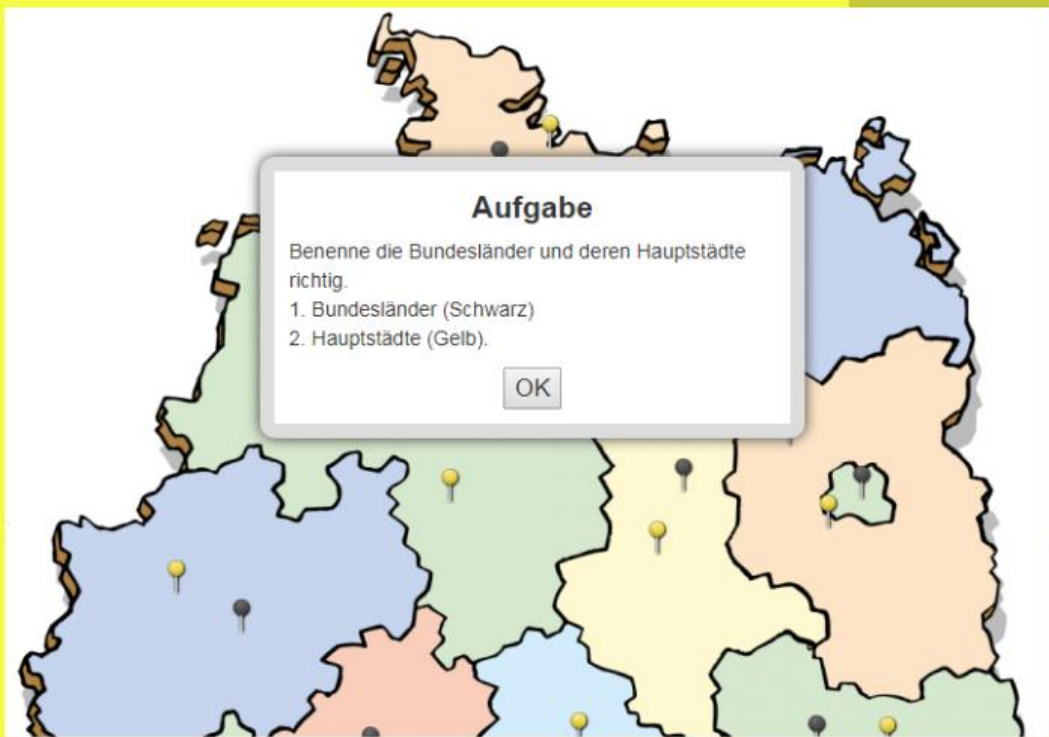 Aufgabe
Benenne die Bundesländer und deren Hauptstädte
richtig.
1. Bundesländer (Schwarz)
2. Hauptstädte (Gelb).
OK